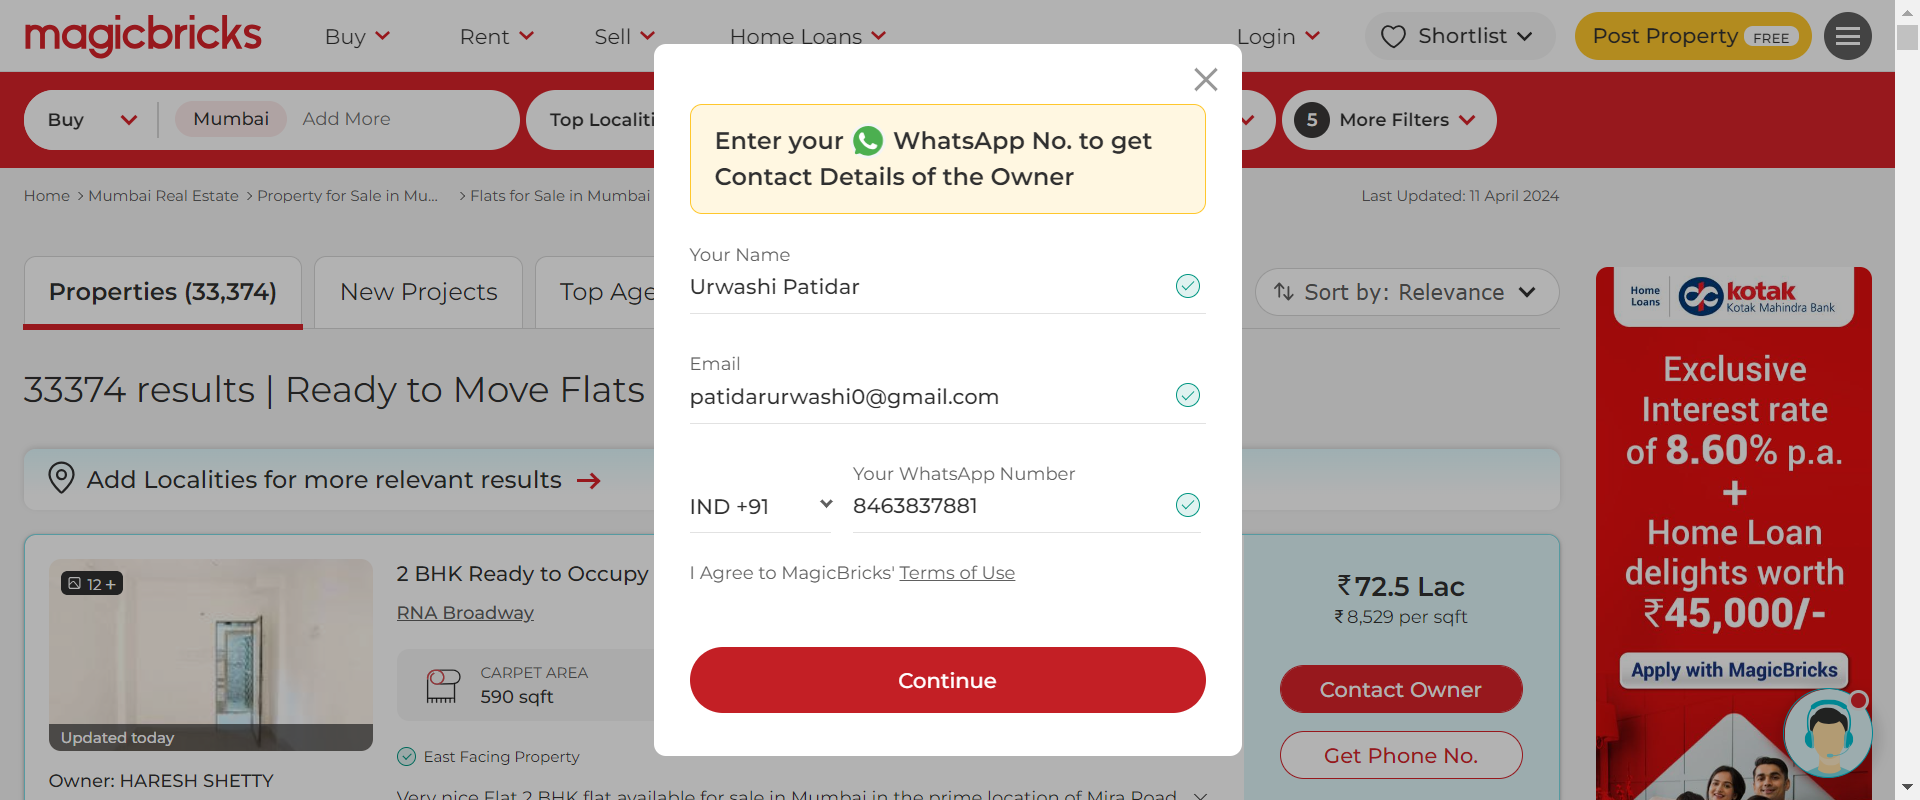 magicbricks
Buy
Rent
Sell
Home Loans
Login
Shortlist
Post Property FREE
Buy
Mumbai
Add More
Top Localiti
5 More Filters
Home > Mumbai Real Estate > Property for Sale in Mu... > Flats for Sale in Mumbai
Last Updated: 11 April 2024
Properties (33,374)
New Projects
Top Age
Sort by: Relevance
33374 results | Ready to Move Flats
Add Localities for more relevant results
12+
Updated today
Owner: HARESH SHETTY
2 BHK Ready to Occupy
RNA Broadway
CARPET AREA
590 sqft
East Facing Property
Very nice Flat 2 BHK flat available for sale in Mumbai in the prime location of Mira Road
₹72.5 Lac
₹8,529 per sqft
Contact Owner
Get Phone No.
Enter your WhatsApp No. to get
Contact Details of the Owner
Your Name
Urwashi Patidar
Email
patidarurwashi0@gmail.com
Your WhatsApp Number
IND +91
8463837881
I Agree to MagicBricks' Terms of Use
Continue
Home
Loans
kotak
Kotak Mahindra Bank
Exclusive
Interest rate
of 8.60% p.a.
+
Home Loan
delights worth
₹45,000/-
Apply with MagicBricks